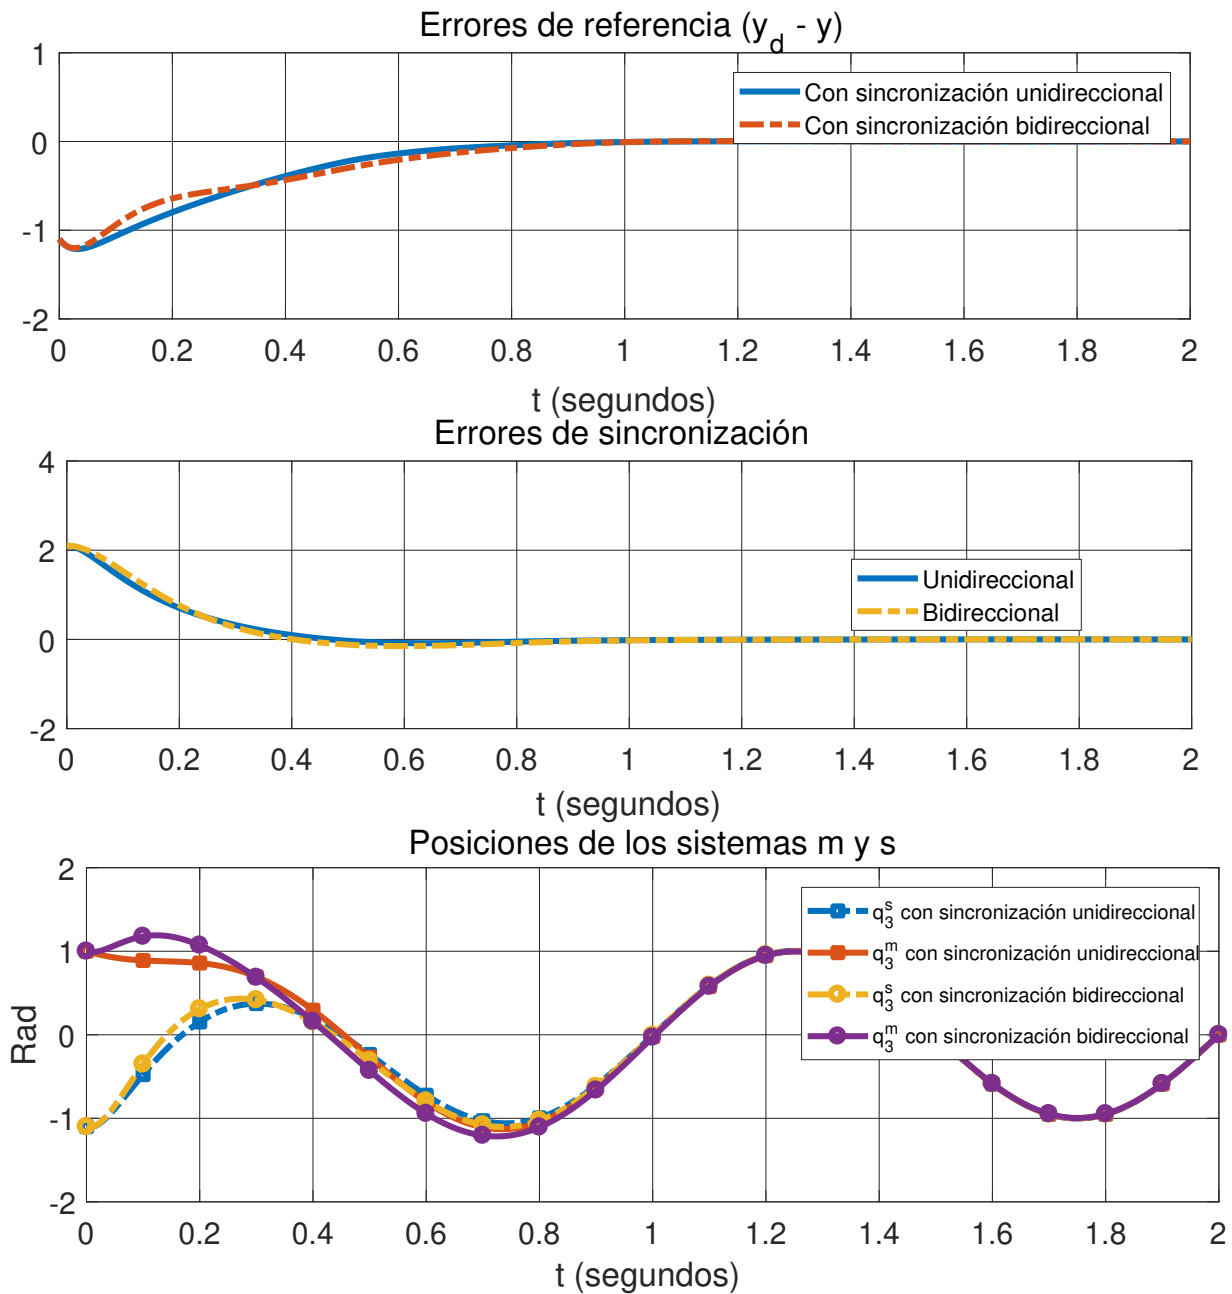 Errores de referencia (y_d - y)
1
0
-1
-2
Con sincronización unidireccional
Con sincronización bidireccional
0 0.2 0.4 0.6 0.8 1 1.2 1.4 1.6 1.8 2
t (segundos)
Errores de sincronización
4
2
0
-2
Unidireccional
Bidireccional
0 0.2 0.4 0.6 0.8 1 1.2 1.4 1.6 1.8 2
t (segundos)
Posiciones de los sistemas m y s
Rad
2
1
0
-1
-2
q_3^s con sincronización unidireccional
q_3^m con sincronización unidireccional
q_3^s con sincronización bidireccional
q_3^m con sincronización bidireccional
0 0.2 0.4 0.6 0.8 1 1.2 1.4 1.6 1.8 2
t (segundos)